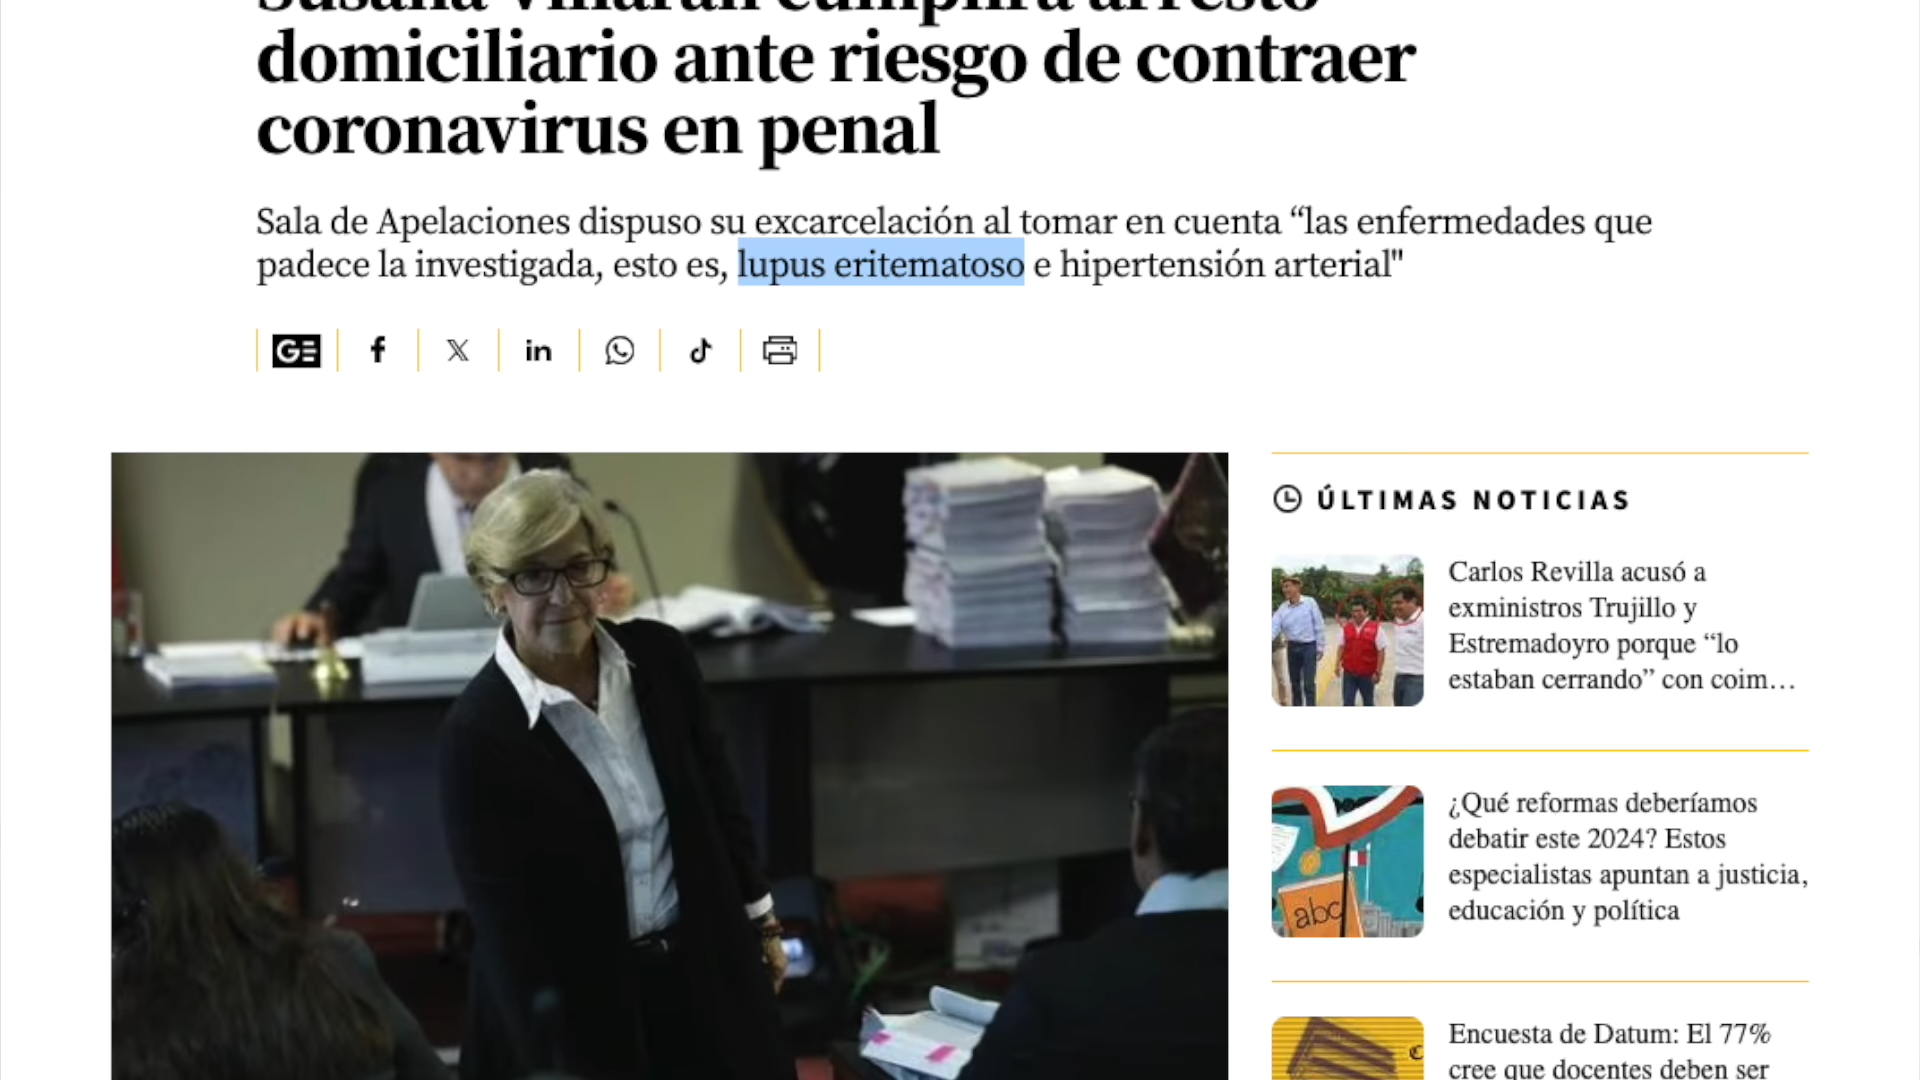 Susana Villarán cumplirá arresto
domiciliario ante riesgo de contraer
coronavirus en penal
Sala de Apelaciones dispuso su excarcelación al tomar en cuenta “las enfermedades que
padece la investigada, esto es, lupus eritematoso e hipertensión arterial"
GE
f
X
in
ÚLTIMAS NOTICIAS
Carlos Revilla acusó a
exministros Trujillo y
Estremadoyro porque “lo
estaban cerrando” con coim…
¿Qué reformas deberíamos
debatir este 2024? Estos
especialistas apuntan a justicia,
educación y política
abc
Encuesta de Datum: El 77%
cree que docentes deben ser